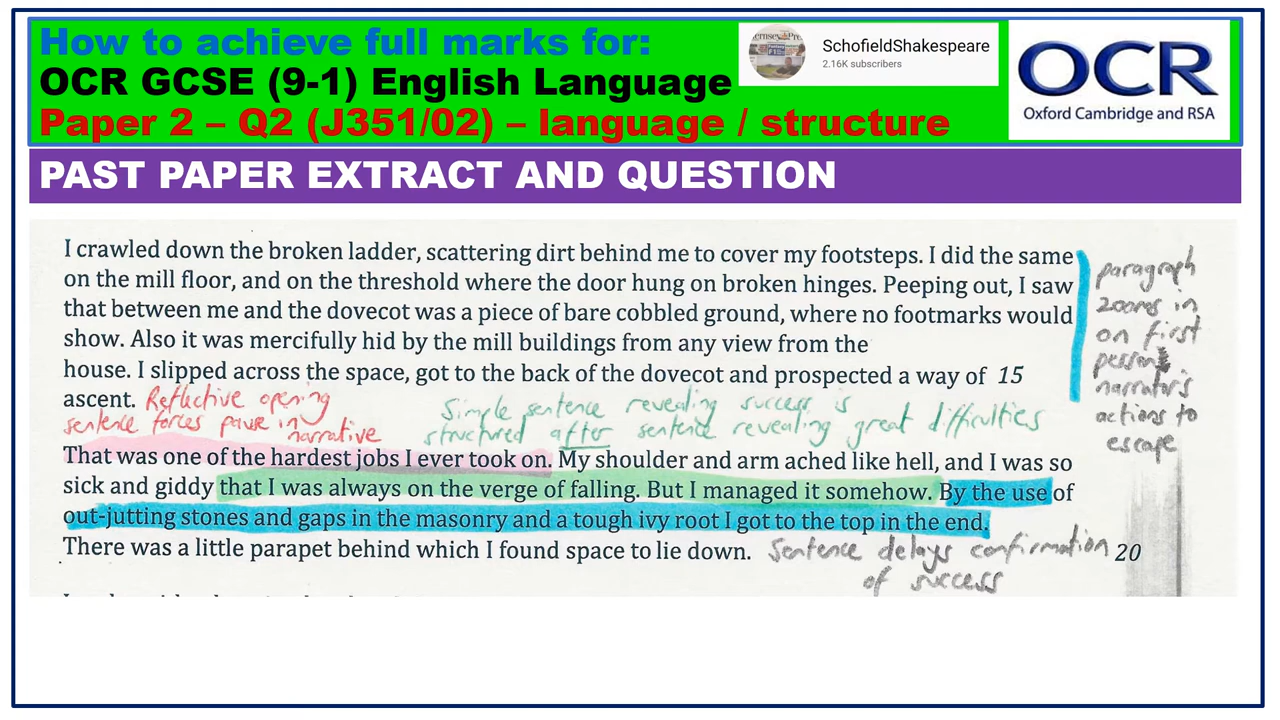 How to achieve full marks for:
OCR GCSE (9-1) English Language
Paper 2 – Q2 (J351/02) – language / structure
SchofieldShakespeare
2.16K subscribers
OCR
Oxford Cambridge and RSA
PAST PAPER EXTRACT AND QUESTION
I crawled down the broken ladder, scattering dirt behind me to cover my footsteps. I did the same
on the mill floor, and on the threshold where the door hung on broken hinges. Peeping out, I saw
that between me and the dovecot was a piece of bare cobbled ground, where no footmarks would
show. Also it was mercifully hid by the mill buildings from any view from the
house. I slipped across the space, got to the back of the dovecot and prospected a way of 15
ascent.
paragraph
zooms in
on first
person
narrator's
actions to
escape
Reflective opening
sentence forces pause in
narrative
Simple sentence revealing success is
structured after sentence revealing great difficulties
That was one of the hardest jobs I ever took on. My shoulder and arm ached like hell, and I was so
sick and giddy that I was always on the verge of falling. But I managed it somehow. By the use of
out-jutting stones and gaps in the masonry and a tough ivy root I got to the top in the end.
There was a little parapet behind which I found space to lie down. 20
Sentence delays confirmation
of success